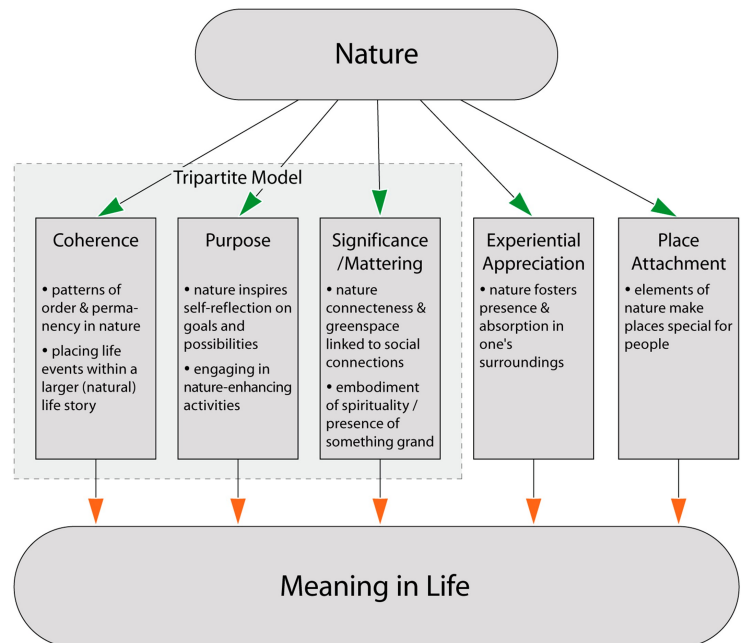 Nature
Tripartite Model
Coherence
• patterns of
order & perma-
nency in nature
• placing life
events within a
larger (natural)
life story
Purpose
• nature inspires
self-reflection on
goals and
possibilities
• engaging in
nature-enhancing
activities
Significance
/Mattering
• nature
connecteness &
greenspace
linked to social
connections
• embodiment
of spirituality /
presence of
something grand
Experiential
Appreciation
• nature fosters
presence &
absorption in
one's
surroundings
Place
Attachment
• elements of
nature make
places special for
people
Meaning in Life